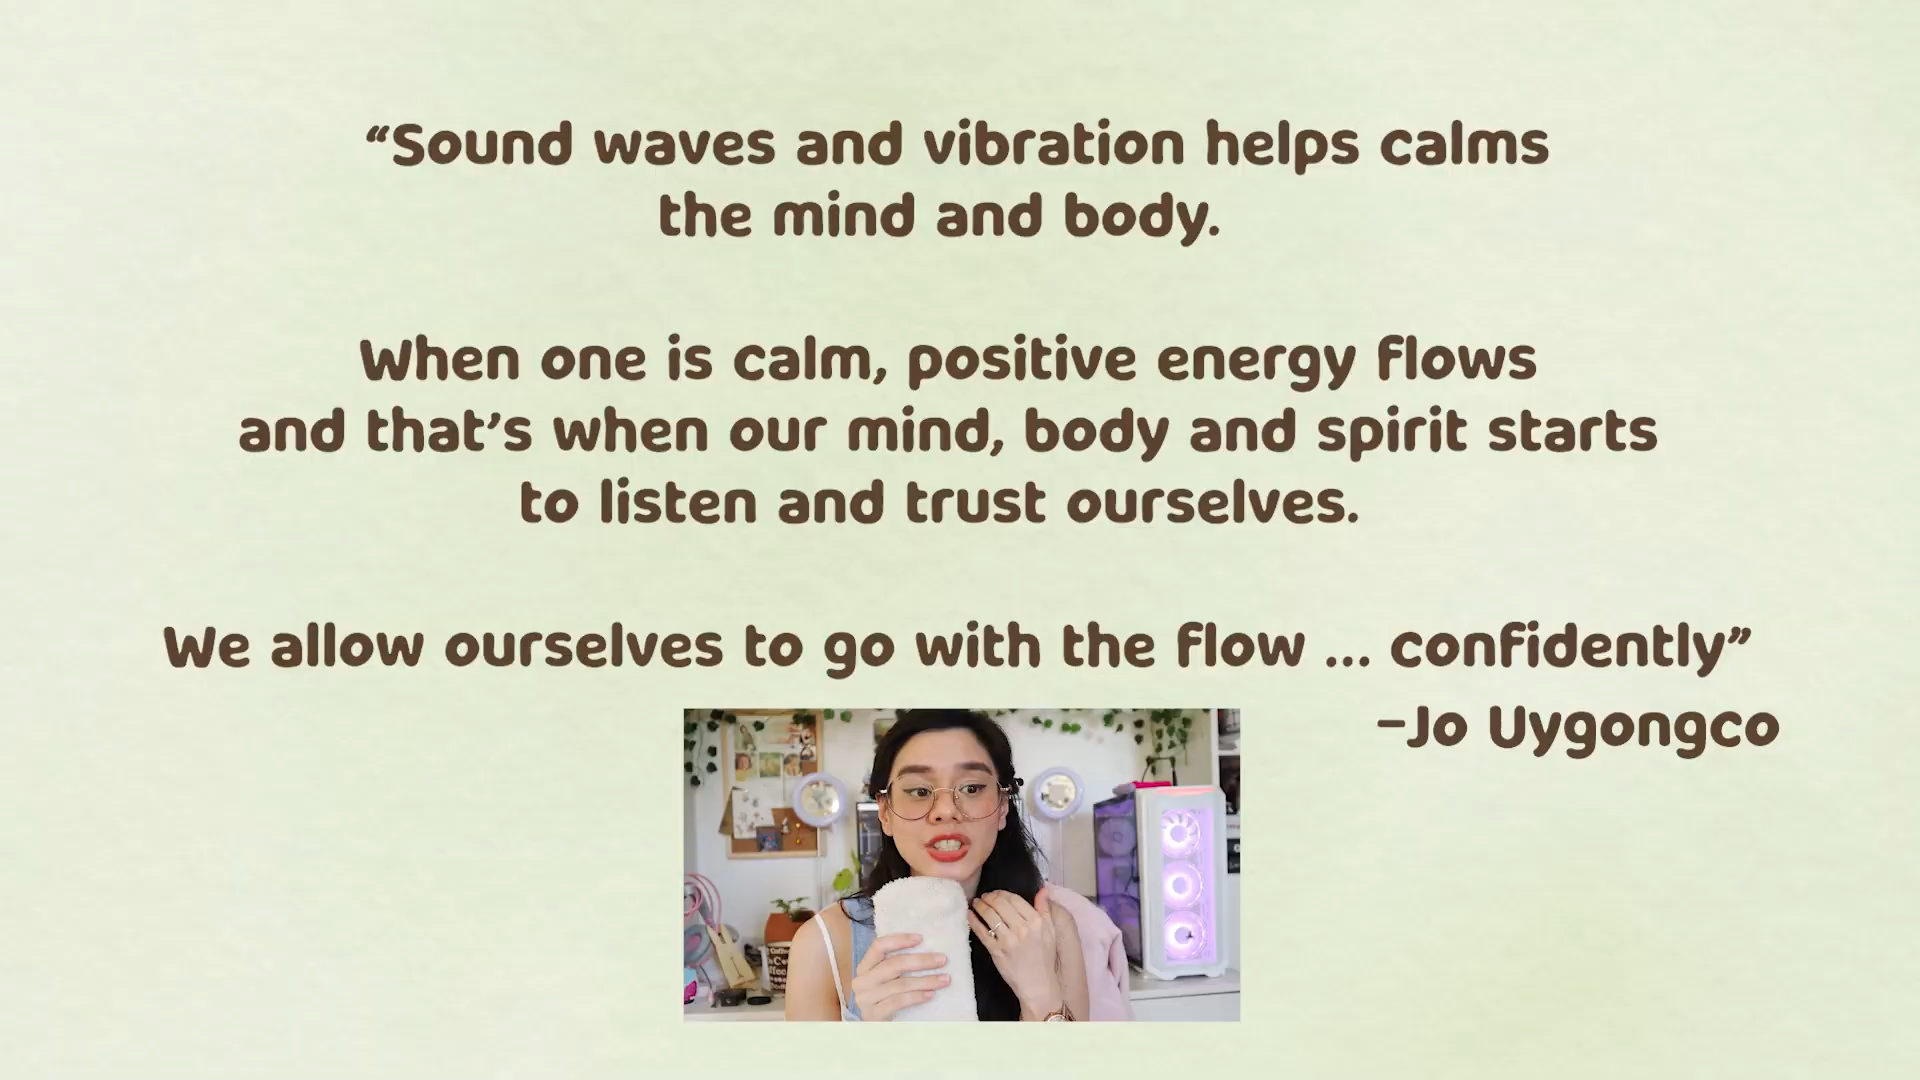 “Sound waves and vibration helps calms
the mind and body.
When one is calm, positive energy flows
and that’s when our mind, body and spirit starts
to listen and trust ourselves.
We allow ourselves to go with the flow ... confidently”
-Jo Uygongco